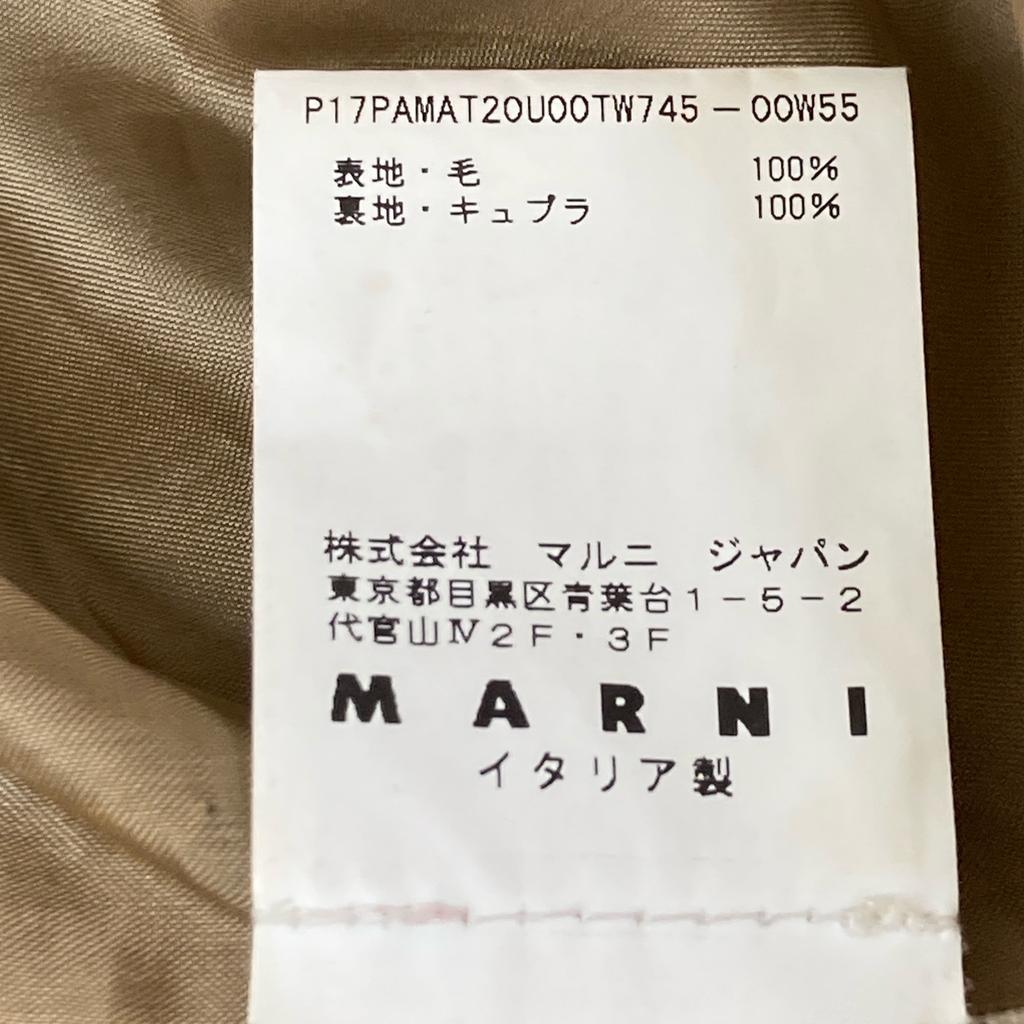 P17PAMAT20U00TW745-00W55
表地・毛 100%
裏地・キュプラ 100%
株式会社 マルニ ジャパン
東京都目黒区青葉台1-5-2
代官山Ⅳ2F・3F
MARNI
イタリア製